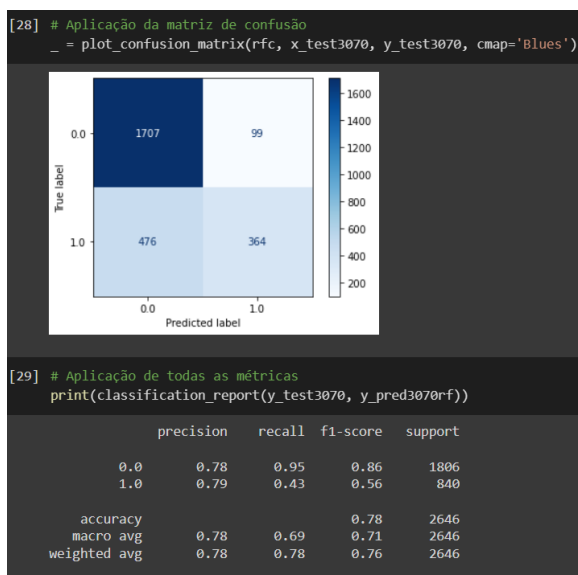 [28] # Aplicação da matriz de confusão
_ = plot_confusion_matrix(rfc, x_test3070, y_test3070, cmap='Blues')
1600
1400
1200
1000
800
600
400
200
True label
0.0 1707 99
1.0 476 364
0.0 1.0
Predicted label
[29] # Aplicação de todas as métricas
print(classification_report(y_test3070, y_pred3070rf))
precision recall f1-score support
0.0 0.78 0.95 0.86 1806
1.0 0.79 0.43 0.56 840
accuracy 0.78 2646
macro avg 0.78 0.69 0.71 2646
weighted avg 0.78 0.78 0.76 2646